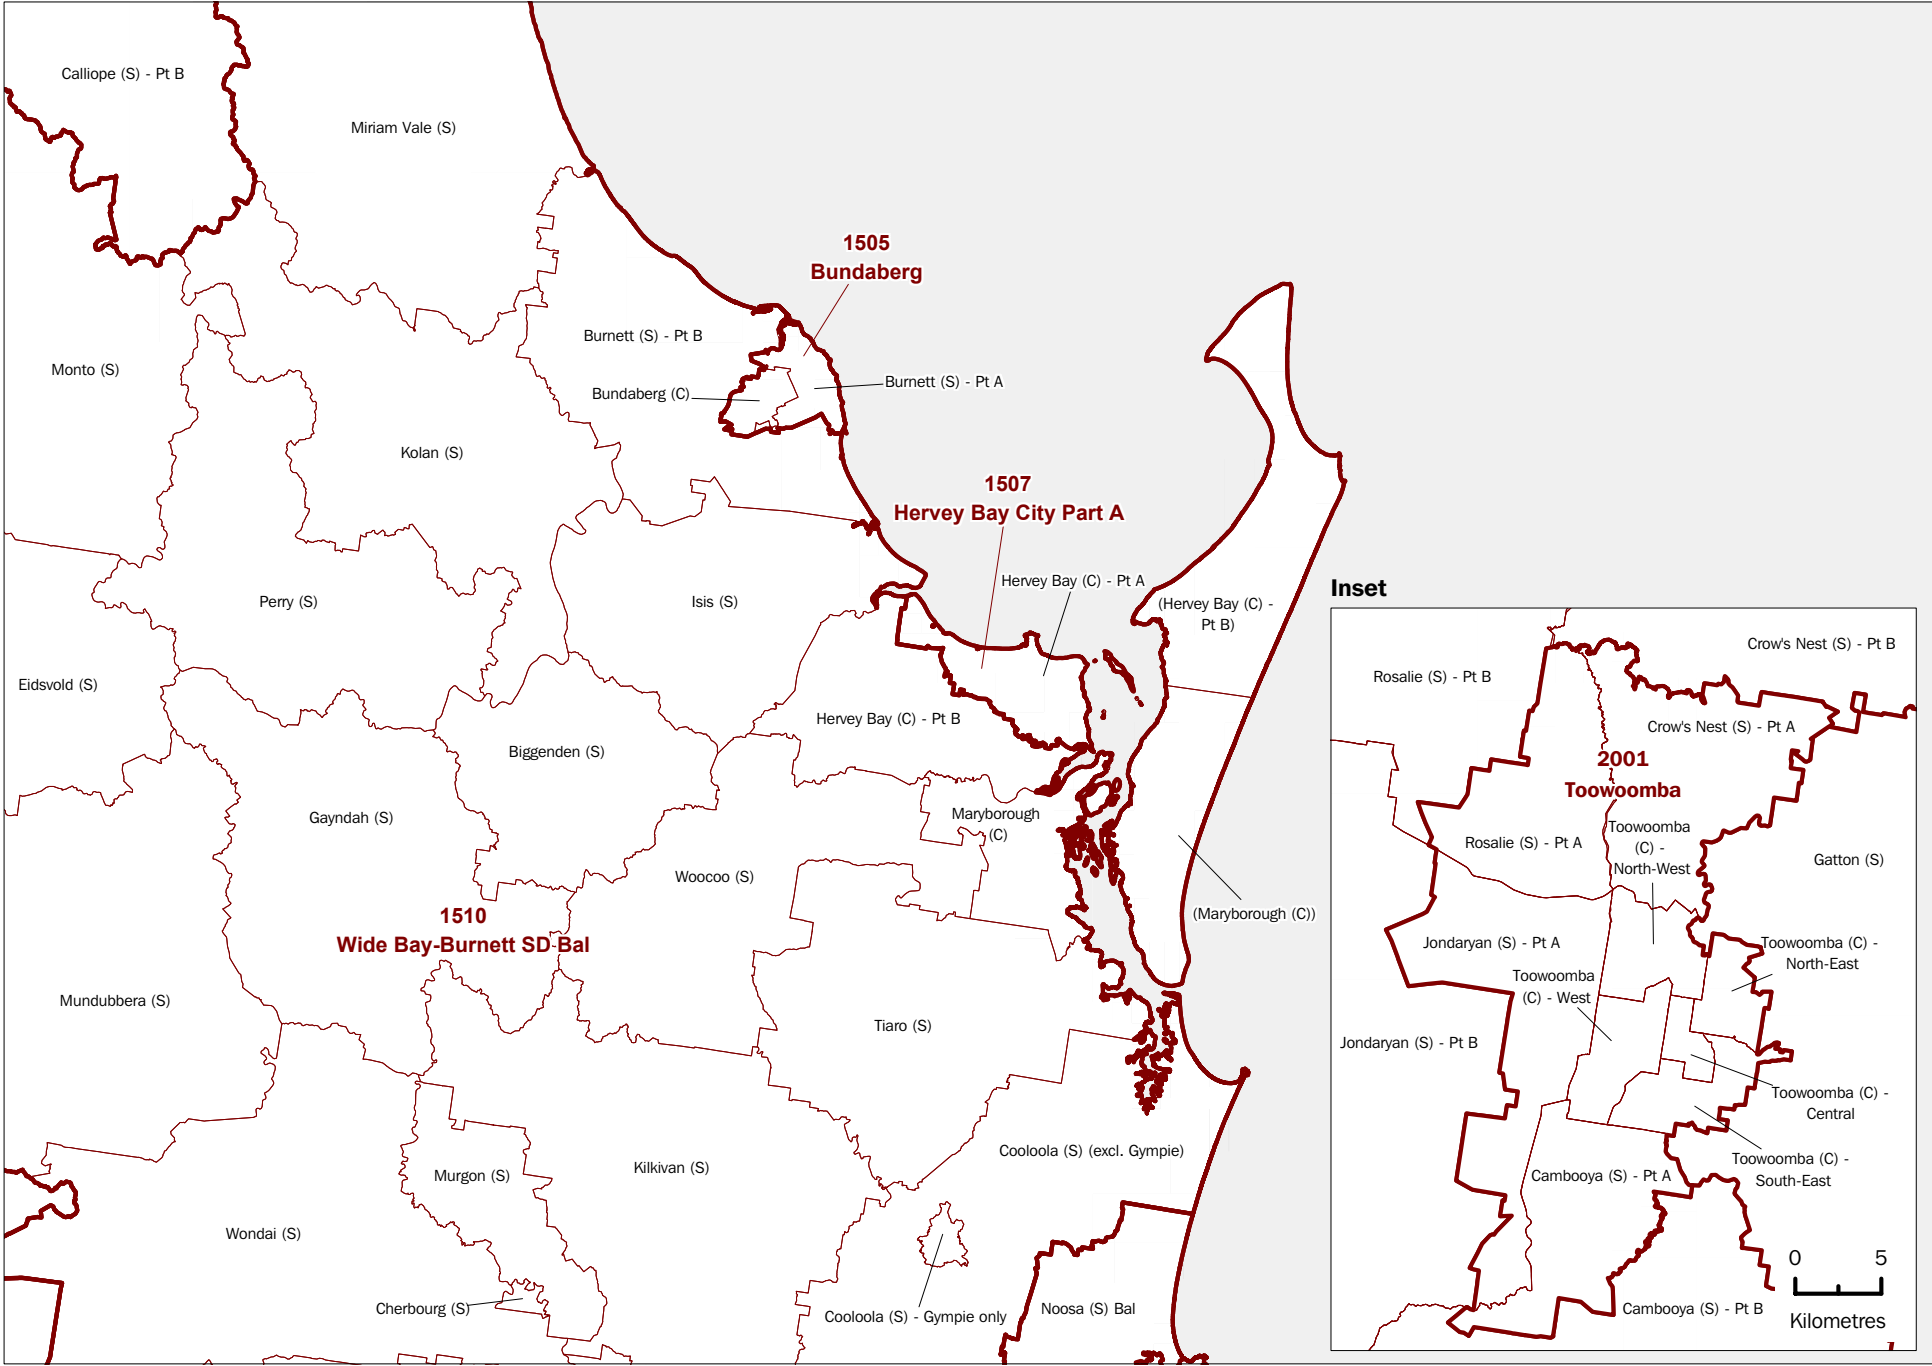 Calliope (S) - Pt B
Miriam Vale (S)
1505
Bundaberg
Burnett (S) - Pt B
Monto (S)
Burnett (S) - Pt A
Bundaberg (C)
Kolan (S)
1507
Hervey Bay City Part A
Hervey Bay (C) - Pt A
Perry (S)
Isis (S)
(Hervey Bay (C) -
Pt B)
Eidsvold (S)
Hervey Bay (C) - Pt B
Biggenden (S)
Gayndah (S)
Maryborough
(C)
Woocoo (S)
(Maryborough (C))
1510
Wide Bay-Burnett SD Bal
Mundubbera (S)
Tiaro (S)
Cooloola (S) (excl. Gympie)
Murgon (S)
Kilkivan (S)
Wondai (S)
Cherbourg (S)
Cooloola (S) - Gympie only
Noosa (S) Bal
Inset
Crow's Nest (S) - Pt B
Rosalie (S) - Pt B
Crow's Nest (S) - Pt A
2001
Toowoomba
Toowoomba
(C) -
North-West
Rosalie (S) - Pt A
Gatton (S)
Jondaryan (S) - Pt A
Toowoomba (C) -
North-East
Toowoomba
(C) - West
Jondaryan (S) - Pt B
Toowoomba (C) -
Central
Toowoomba (C) -
South-East
Cambooya (S) - Pt A
0 5
Kilometres
Cambooya (S) - Pt B